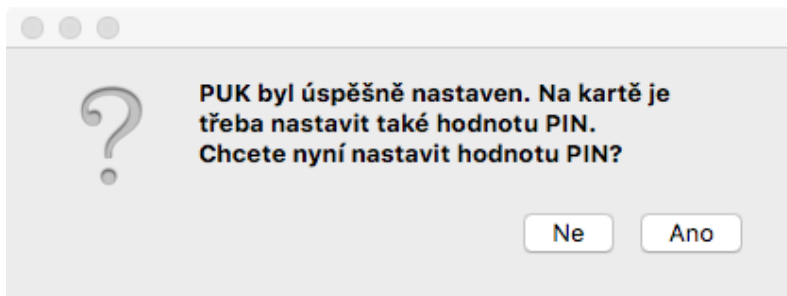 PUK byl úspěšně nastaven. Na kartě je
třeba nastavit také hodnotu PIN.
Chcete nyní nastavit hodnotu PIN?
Ne
Ano